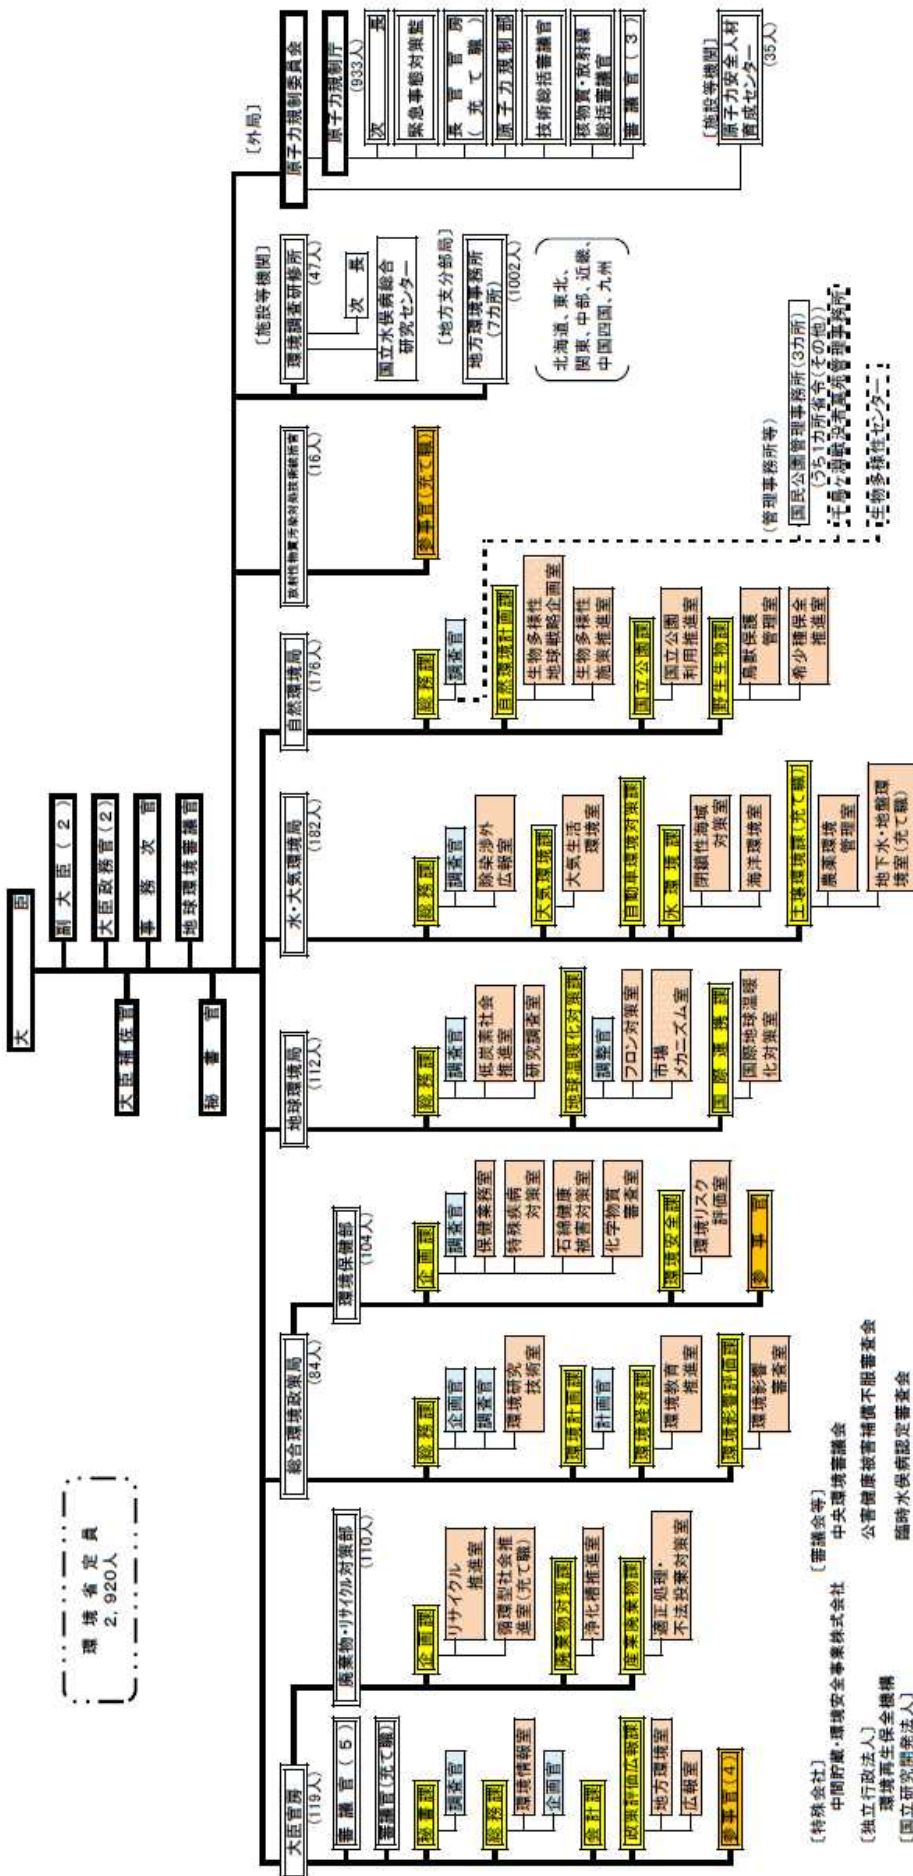 環境省定員
2,920人
大臣
副大臣(2)
大臣政務官(2)
事務次官
地球環境審議官
大臣補佐官
秘書官
大臣官房
(119人)
審議官(5)
審議官(充て職)
秘書課
調査官
総務課
環境情報室
企画官
会計課
政策評価広報課
地方環境室
広報室
参事官(4)
廃棄物・リサイクル対策部
(110人)
企画課
リサイクル
推進室
循環型社会推
進室(充て職)
廃棄物対策課
浄化槽推進室
産業廃棄物課
適正処理・
不法投棄対策室
総合環境政策局
(84人)
総務課
企画官
調査官
環境研究
技術室
環境計画課
計画官
環境経済課
環境教育
推進室
環境影響評価課
環境影響
審査室
環境保健部
(104人)
企画課
調査官
保健業務室
特殊疾病
対策室
石綿健康
被害対策室
化学物質
審査室
環境安全課
環境リスク
評価室
参事官
地球環境局
(112人)
総務課
調査官
低炭素社会
推進室
研究調査室
地球温暖化対策課
調整官
フロン対策室
市場
メカニズム室
国際連携課
国際地球温暖
化対策室
水・大気環境局
(182人)
総務課
調査官
除染渉外
広報室
大気環境課
大気生活
環境室
自動車環境対策課
水環境課
閉鎖性海域
対策室
海洋環境室
土壌環境課(充て職)
農薬環境
管理室
地下水・地盤環
境室(充て職)
自然環境局
(176人)
総務課
調査官
自然環境計画課
生物多様性
地球戦略企画室
生物多様性
施策推進室
国立公園課
国立公園
利用推進室
野生生物課
鳥獣保護
管理室
希少種保全
推進室
(管理事務所等)
国民公園管理事務所(3カ所)
(うち1カ所省令(その他))
千鳥ヶ淵戦没者墓苑管理事務所
生物多様性センター
放射性物質汚染対処技術統括官
(16人)
参事官(充て職)
〔施設等機関〕
環境調査研修所
(47人)
次長
国立水俣病総合
研究センター
〔地方支分部局〕
地方環境事務所
(7カ所)
(1002人)
北海道、東北、
関東、中部、近畿、
中国四国、九州
〔外局〕
原子力規制委員会
原子力規制庁
(933人)
次長
緊急事態対策監
長官官房
(充て職)
原子力規制部
技術総括審議官
核物質・放射線
総括審議官
審議官(3)
〔施設等機関〕
原子力安全人材
育成センター
(35人)
〔特殊会社〕
中間貯蔵・環境安全事業株式会社
〔独立行政法人〕
環境再生保全機構
〔国立研究開発法人〕
〔審議会等〕
中央環境審議会
公害健康被害補償不服審査会
臨時水俣病認定審査会